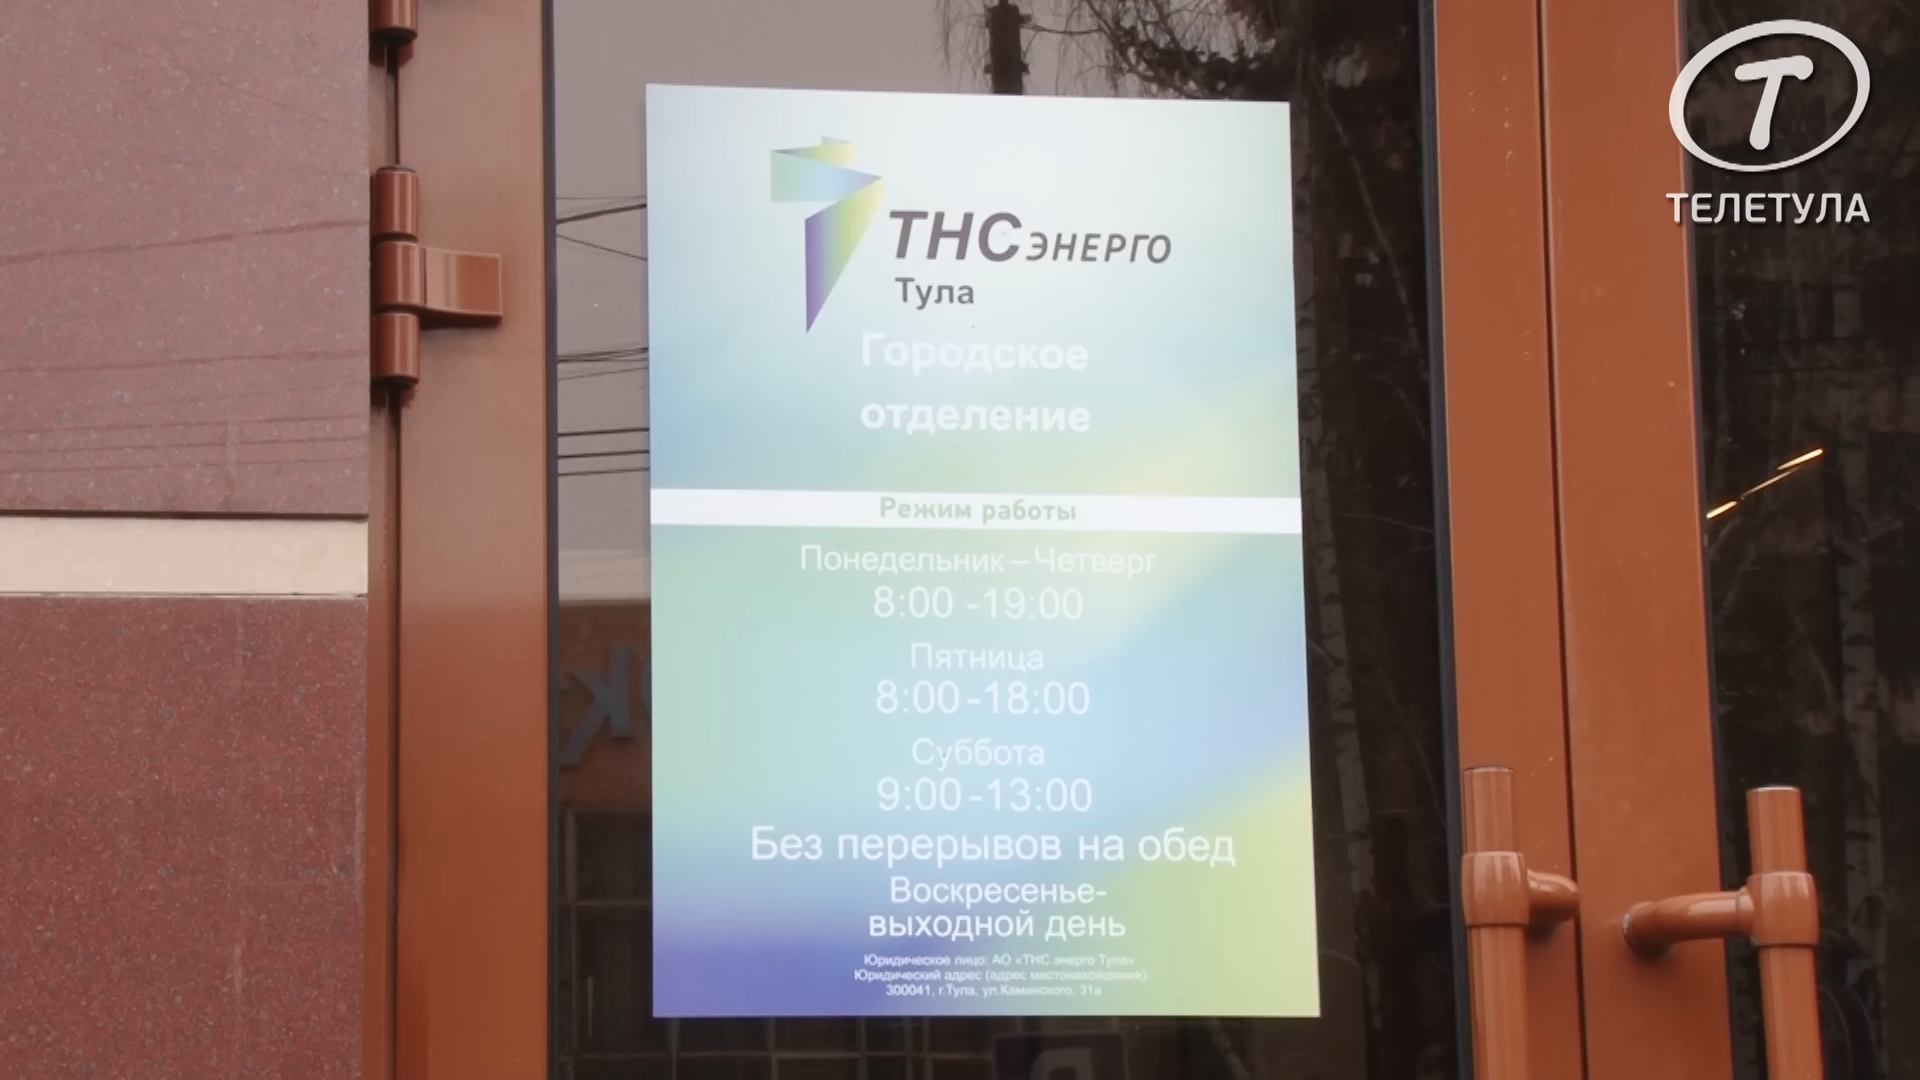 Т
ТЕЛЕТУЛА
ТНС ЭНЕРГО
Тула
Городское
отделение
Режим работы
Понедельник – Четверг
8:00 -19:00
Пятница
8:00 -18:00
Суббота
9:00 -13:00
Без перерывов на обед
Воскресенье-
выходной день
Юридическое лицо: АО «ТНС энерго Тула»
Юридический адрес (адрес местонахождения):
300041, г.Тула, ул.Каминского, 31а